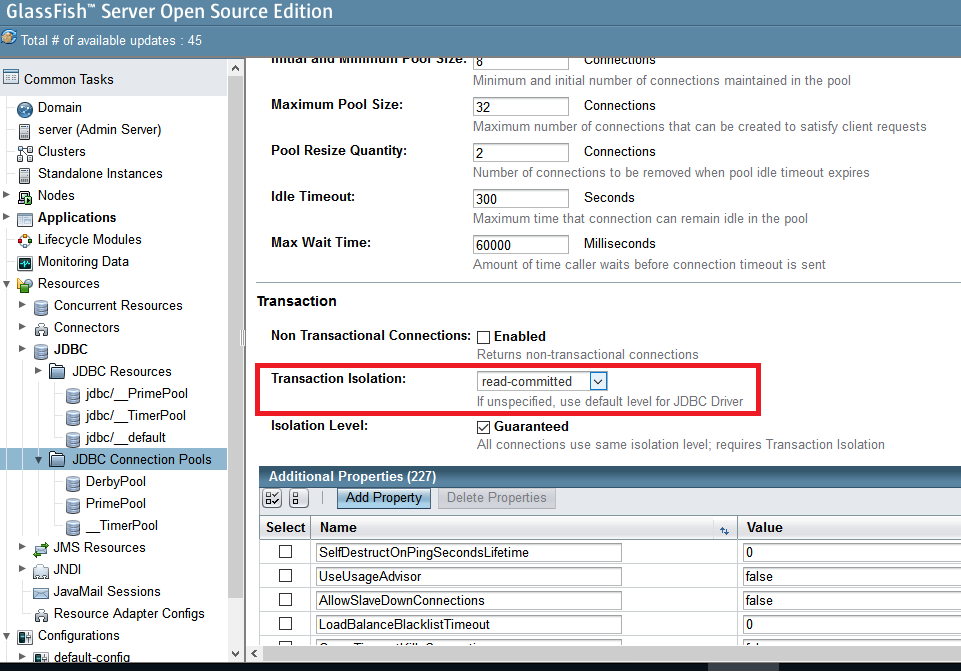 GlassFish™ Server Open Source Edition
Total # of available updates : 45
Common Tasks
Domain
server (Admin Server)
Clusters
Standalone Instances
Nodes
Applications
Lifecycle Modules
Monitoring Data
Resources
Concurrent Resources
Connectors
JDBC
JDBC Resources
jdbc/__PrimePool
jdbc/__TimerPool
jdbc/__default
JDBC Connection Pools
DerbyPool
PrimePool
__TimerPool
JMS Resources
JNDI
JavaMail Sessions
Resource Adapter Configs
Configurations
default-config
Initial and Minimum Pool Size: 8 Connections
Minimum and initial number of connections maintained in the pool
Maximum Pool Size: 32 Connections
Maximum number of connections that can be created to satisfy client requests
Pool Resize Quantity: 2 Connections
Number of connections to be removed when pool idle timeout expires
Idle Timeout: 300 Seconds
Maximum time that connection can remain idle in the pool
Max Wait Time: 60000 Milliseconds
Amount of time caller waits before connection timeout is sent
Transaction
Non Transactional Connections: Enabled
Returns non-transactional connections
Transaction Isolation: read-committed
If unspecified, use default level for JDBC Driver
Isolation Level: Guaranteed
All connections use same isolation level; requires Transaction Isolation
Additional Properties (227)
Add Property Delete Properties
Select Name Value
SelfDestructOnPingSecondsLifetime 0
UseUsageAdvisor false
AllowSlaveDownConnections false
LoadBalanceBlacklistTimeout 0